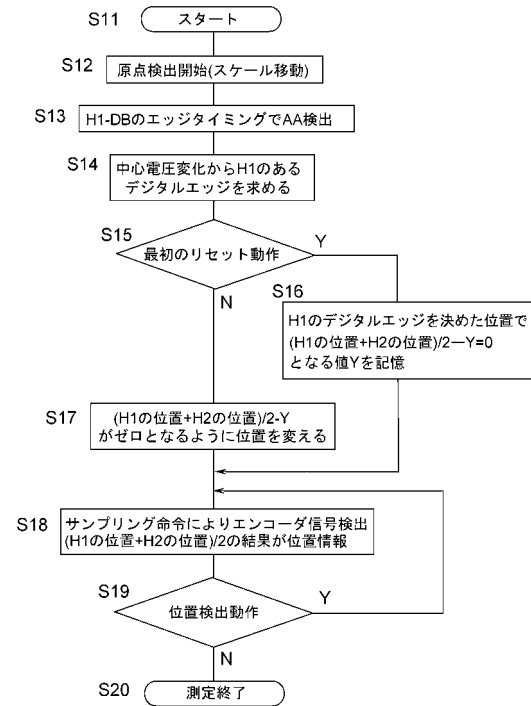 S11
スタート
S12
原点検出開始(スケール移動)
S13
H1-DBのエッジタイミングでAA検出
S14
中心電圧変化からH1のある
デジタルエッジを求める
S15
最初のリセット動作
Y
N
S16
H1のデジタルエッジを決めた位置で
(H1の位置+H2の位置)/2ーY=0
となる値Yを記憶
S17
(H1の位置+H2の位置)/2-Y
がゼロとなるように位置を変える
S18
サンプリング命令によりエンコーダ信号検出
(H1の位置+H2の位置)/2の結果が位置情報
S19
位置検出動作
Y
N
S20
測定終了